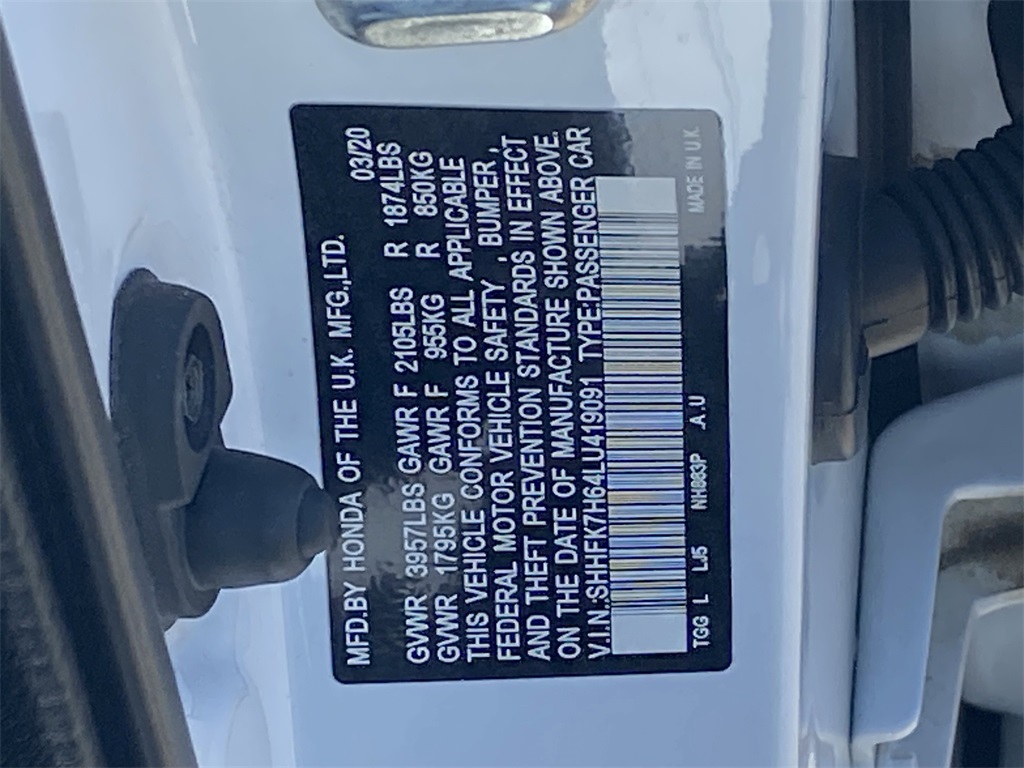 MFD.BY HONDA OF THE U.K. MFG.,LTD. 03/20
GVWR 3957LBS GAWR F 2105LBS R 1874LBS
GVWR 1795KG GAWR F 955KG R 850KG
THIS VEHICLE CONFORMS TO ALL APPLICABLE
FEDERAL MOTOR VEHICLE SAFETY , BUMPER ,
AND THEFT PREVENTION STANDARDS IN EFFECT
ON THE DATE OF MANUFACTURE SHOWN ABOVE.
V.I.N.:SHHFK7H64LU419091 TYPE:PASSENGER CAR
TGG L LJ5 NH883P .A.U MADE IN U.K.